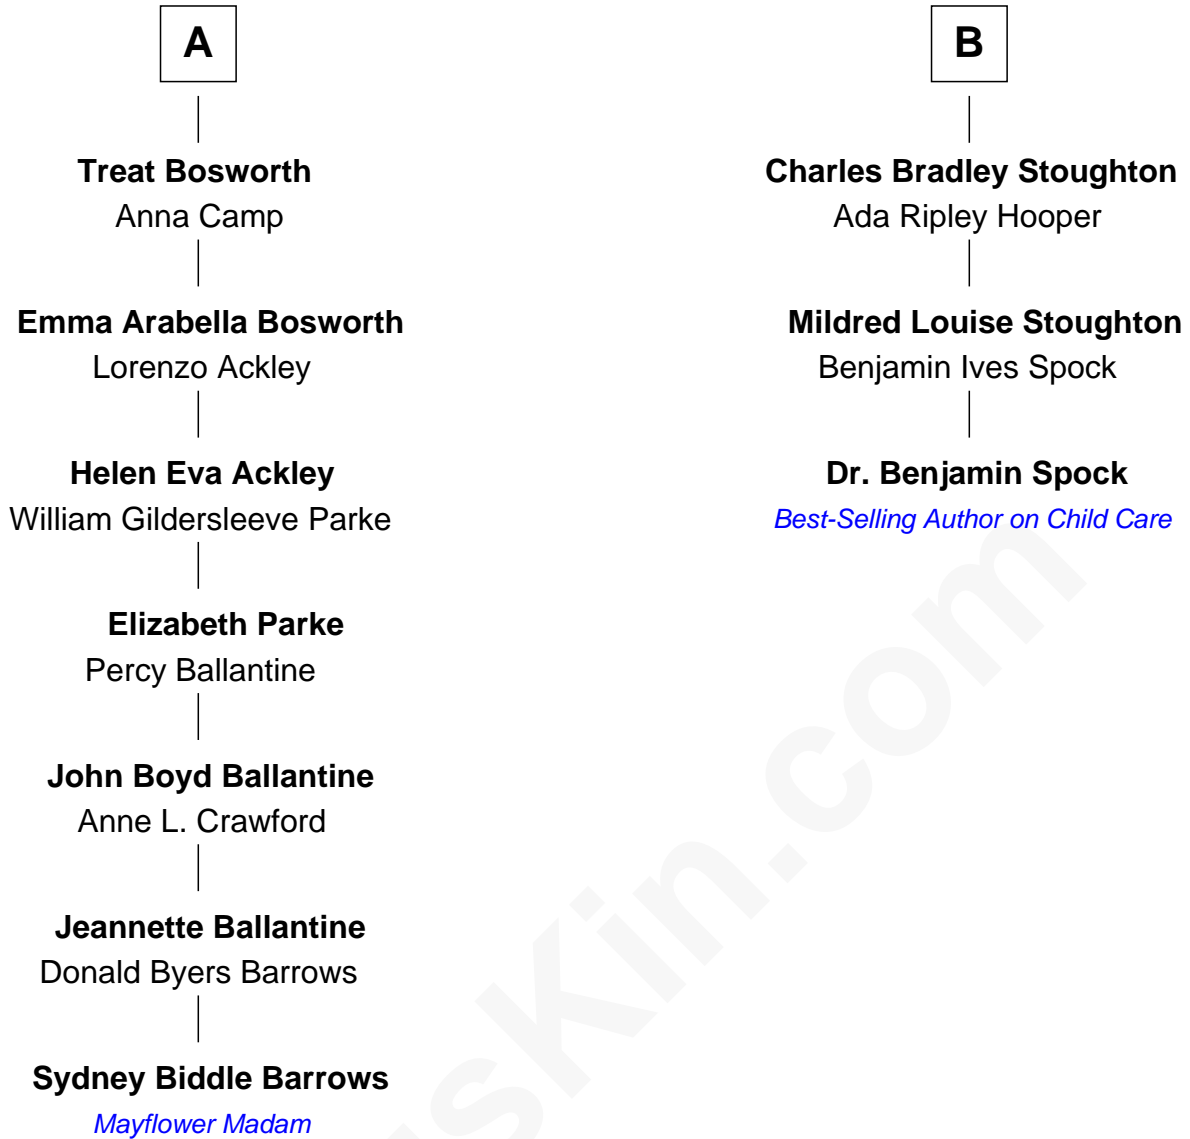 A
Treat Bosworth
Anna Camp
Emma Arabella Bosworth
Lorenzo Ackley
Helen Eva Ackley
William Gildersleeve Parke
Elizabeth Parke
Percy Ballantine
John Boyd Ballantine
Anne L. Crawford
Jeannette Ballantine
Donald Byers Barrows
Sydney Biddle Barrows
Mayflower Madam
B
Charles Bradley Stoughton
Ada Ripley Hooper
Mildred Louise Stoughton
Benjamin Ives Spock
Dr. Benjamin Spock
Best-Selling Author on Child Care